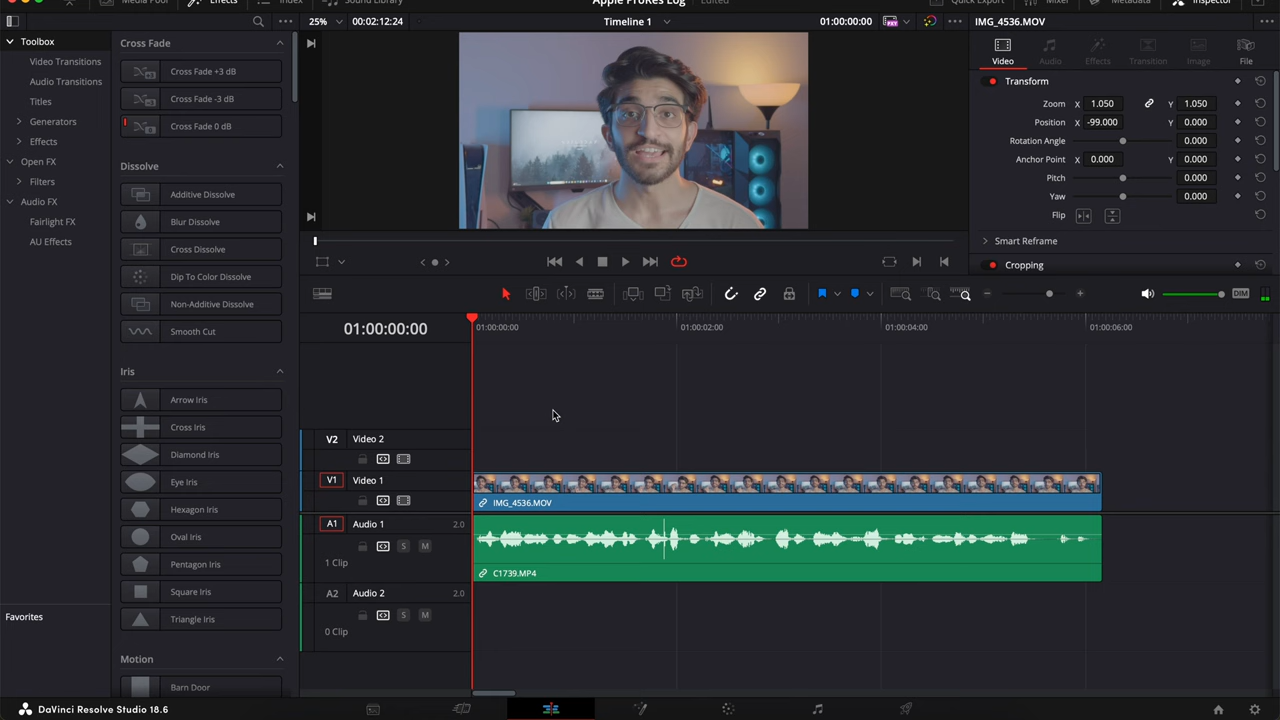 Media Pool
Effects
Index
Sound Library
Apple ProRes Log
Edited
Quick Export
Mixer
Metadata
Inspector
25%
00:02:12:24
Timeline 1
01:00:00:00
IMG_4536.MOV
Toolbox
Video Transitions
Audio Transitions
Titles
Generators
Effects
Open FX
Filters
Audio FX
Fairlight FX
AU Effects
Favorites
Cross Fade
Cross Fade +3 dB
Cross Fade -3 dB
Cross Fade 0 dB
Dissolve
Additive Dissolve
Blur Dissolve
Cross Dissolve
Dip To Color Dissolve
Non-Additive Dissolve
Smooth Cut
Iris
Arrow Iris
Cross Iris
Diamond Iris
Eye Iris
Hexagon Iris
Oval Iris
Pentagon Iris
Square Iris
Triangle Iris
Motion
Barn Door
Video
Audio
Effects
Transition
Image
File
Transform
Zoom X 1.050 Y 1.050
Position X -99.000 Y 0.000
Rotation Angle 0.000
Anchor Point X 0.000 Y 0.000
Pitch 0.000
Yaw 0.000
Flip
Smart Reframe
Cropping
DIM
01:00:00:00
01:00:00:00
01:00:02:00
01:00:04:00
01:00:06:00
V2 Video 2
V1 Video 1
IMG_4536.MOV
A1 Audio 1 2.0
S M
1 Clip
C1739.MP4
A2 Audio 2 2.0
S M
0 Clip
DaVinci Resolve Studio 18.6